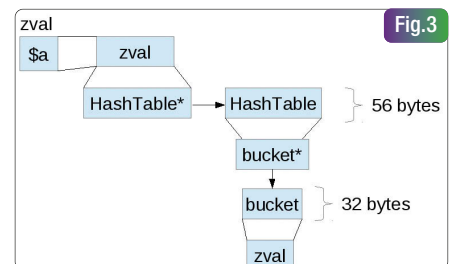 zval
Fig.3
$a
zval
HashTable*
HashTable
56 bytes
bucket*
bucket
32 bytes
zval